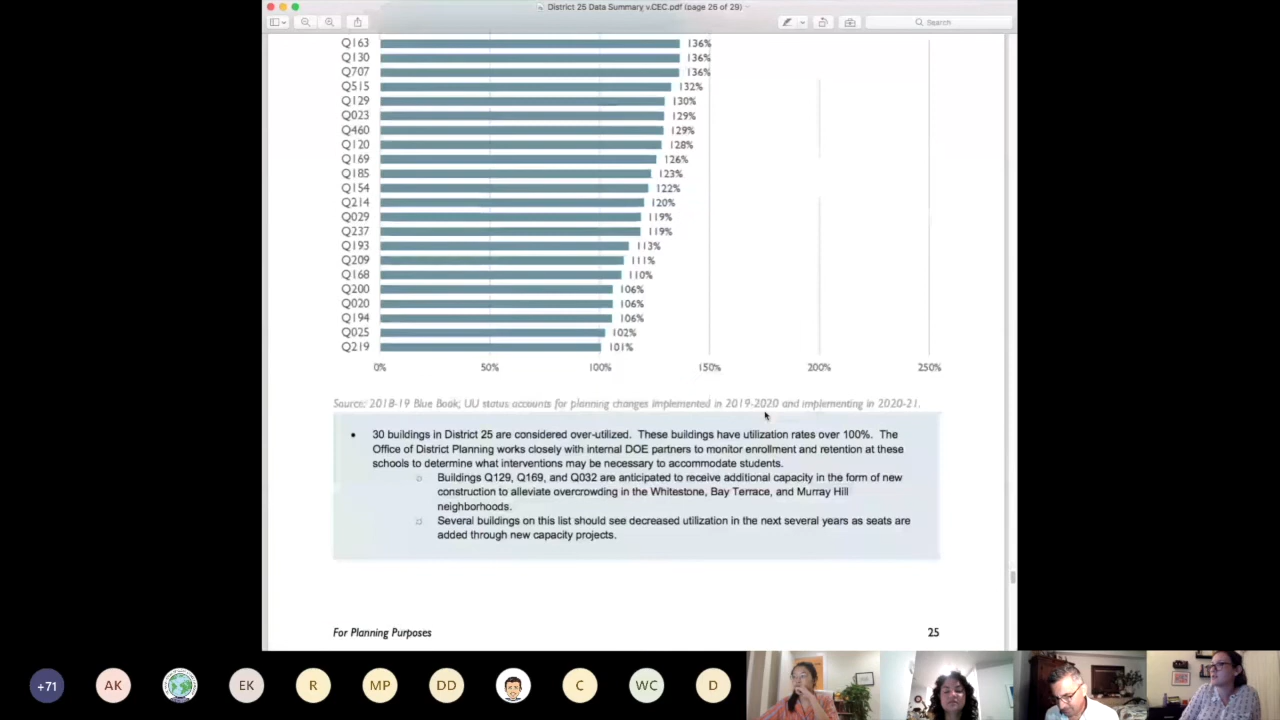 District 25 Data Summary v.CEC.pdf (page 26 of 29)
Search
Q163 136%
Q130 136%
Q707 136%
Q515 132%
Q129 130%
Q023 129%
Q460 129%
Q120 128%
Q169 126%
Q185 123%
Q154 122%
Q214 120%
Q029 119%
Q237 119%
Q193 113%
Q209 111%
Q168 110%
Q200 106%
Q020 106%
Q194 106%
Q025 102%
Q219 101%
0% 50% 100% 150% 200% 250%
Source: 2018-19 Blue Book; UU status accounts for planning changes implemented in 2019-2020 and implementing in 2020-21.
• 30 buildings in District 25 are considered over-utilized. These buildings have utilization rates over 100%. The
Office of District Planning works closely with internal DOE partners to monitor enrollment and retention at these
schools to determine what interventions may be necessary to accommodate students.
Buildings Q129, Q169, and Q032 are anticipated to receive additional capacity in the form of new
construction to alleviate overcrowding in the Whitestone, Bay Terrace, and Murray Hill
neighborhoods.
Several buildings on this list should see decreased utilization in the next several years as seats are
added through new capacity projects.
For Planning Purposes 25
+71 AK EK R MP DD C WC D